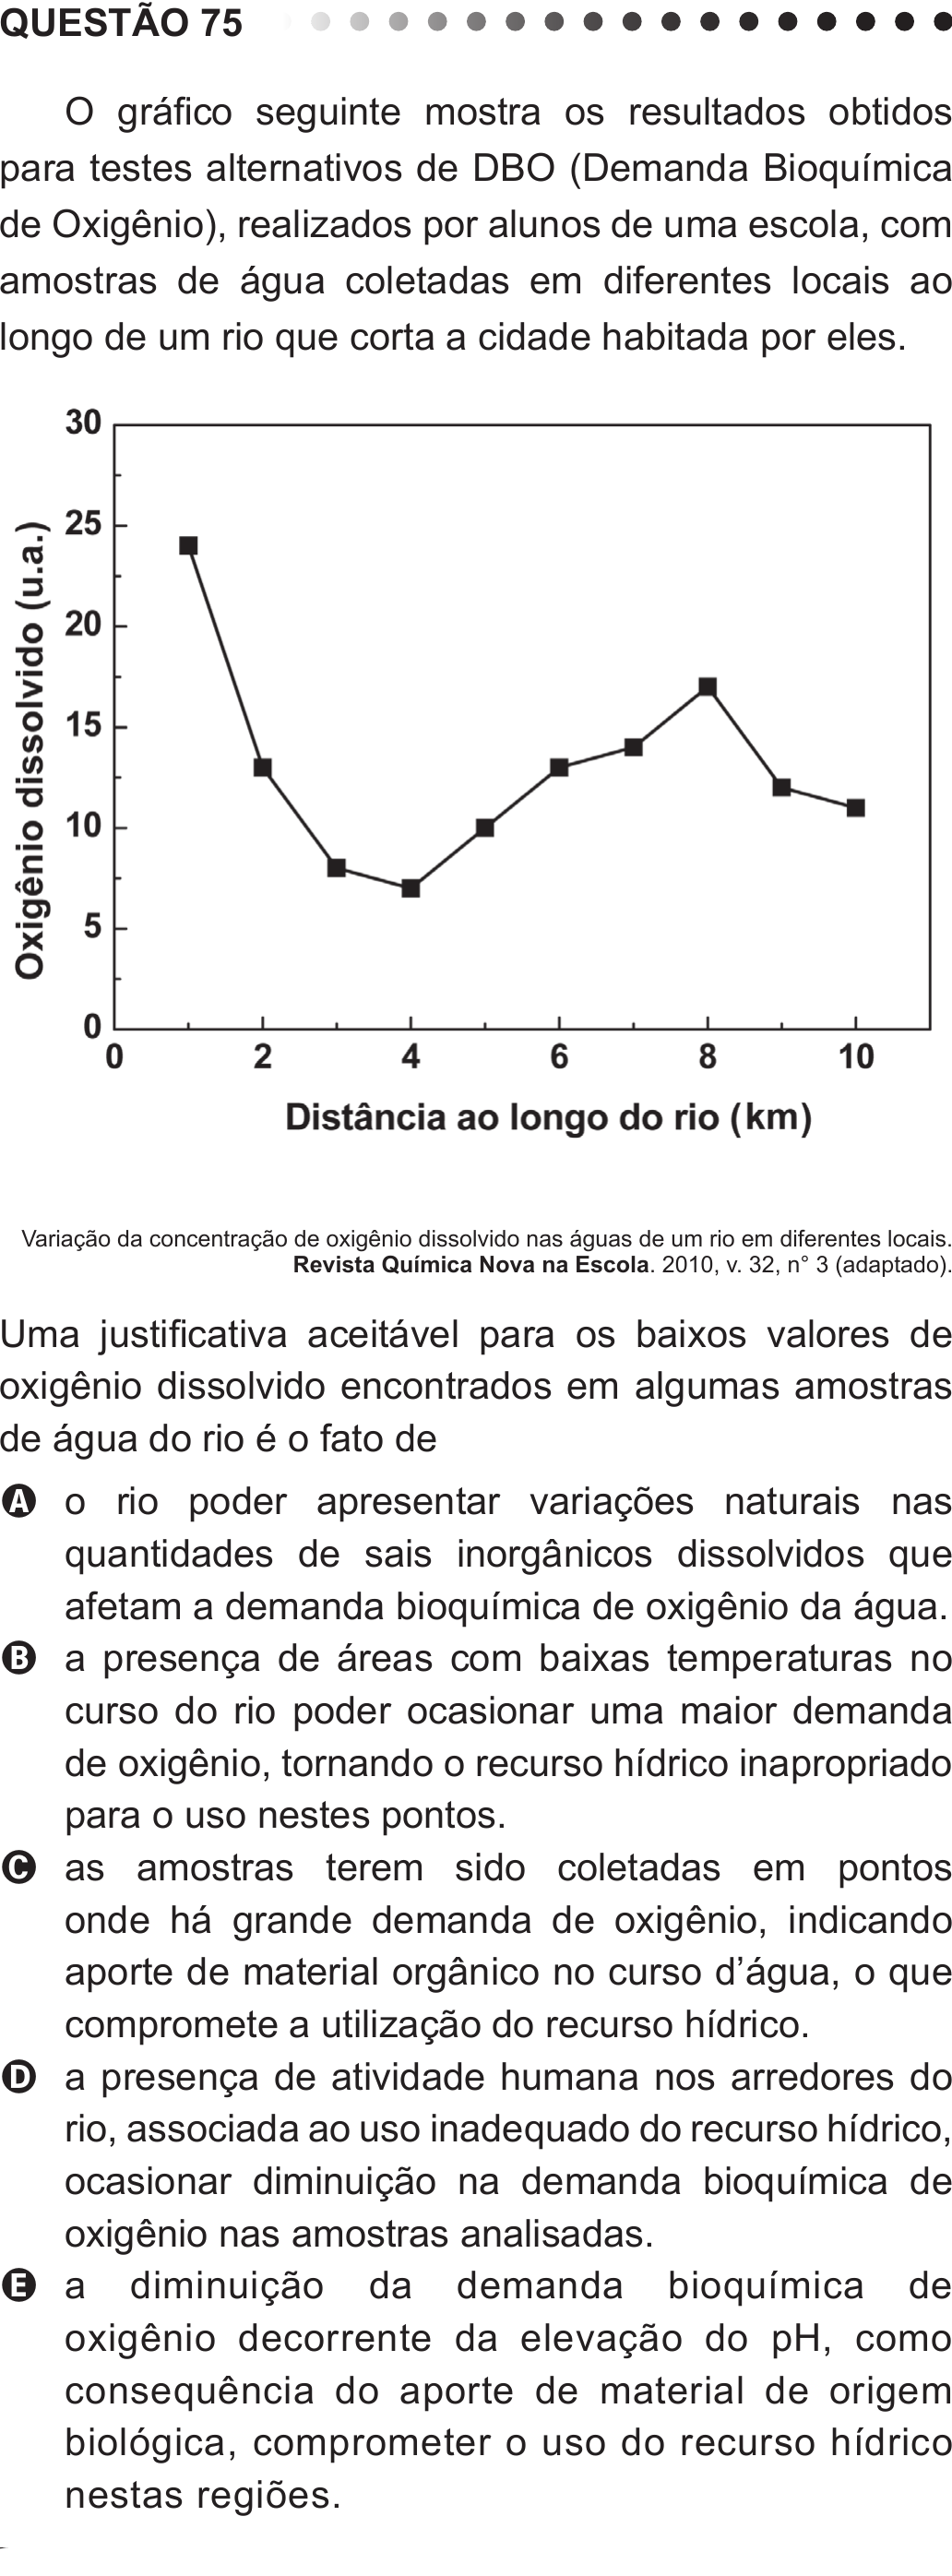 QUESTÃO 75
O gráfico seguinte mostra os resultados obtidos
para testes alternativos de DBO (Demanda Bioquímica
de Oxigênio), realizados por alunos de uma escola, com
amostras de água coletadas em diferentes locais ao
longo de um rio que corta a cidade habitada por eles.
30
25
20
15
10
5
0
Oxigênio dissolvido (u.a.)
0 2 4 6 8 10
Distância ao longo do rio (km)
Variação da concentração de oxigênio dissolvido nas águas de um rio em diferentes locais.
Revista Química Nova na Escola. 2010, v. 32, n° 3 (adaptado).
Uma justificativa aceitável para os baixos valores de
oxigênio dissolvido encontrados em algumas amostras
de água do rio é o fato de
A o rio poder apresentar variações naturais nas
quantidades de sais inorgânicos dissolvidos que
afetam a demanda bioquímica de oxigênio da água.
B a presença de áreas com baixas temperaturas no
curso do rio poder ocasionar uma maior demanda
de oxigênio, tornando o recurso hídrico inapropriado
para o uso nestes pontos.
C as amostras terem sido coletadas em pontos
onde há grande demanda de oxigênio, indicando
aporte de material orgânico no curso d’água, o que
compromete a utilização do recurso hídrico.
D a presença de atividade humana nos arredores do
rio, associada ao uso inadequado do recurso hídrico,
ocasionar diminuição na demanda bioquímica de
oxigênio nas amostras analisadas.
E a diminuição da demanda bioquímica de
oxigênio decorrente da elevação do pH, como
consequência do aporte de material de origem
biológica, comprometer o uso do recurso hídrico
nestas regiões.